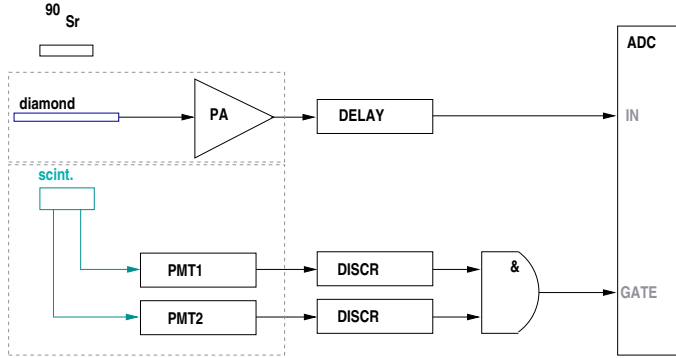 90 Sr
ADC
diamond
PA
DELAY
IN
scint.
&
PMT1
DISCR
GATE
PMT2
DISCR